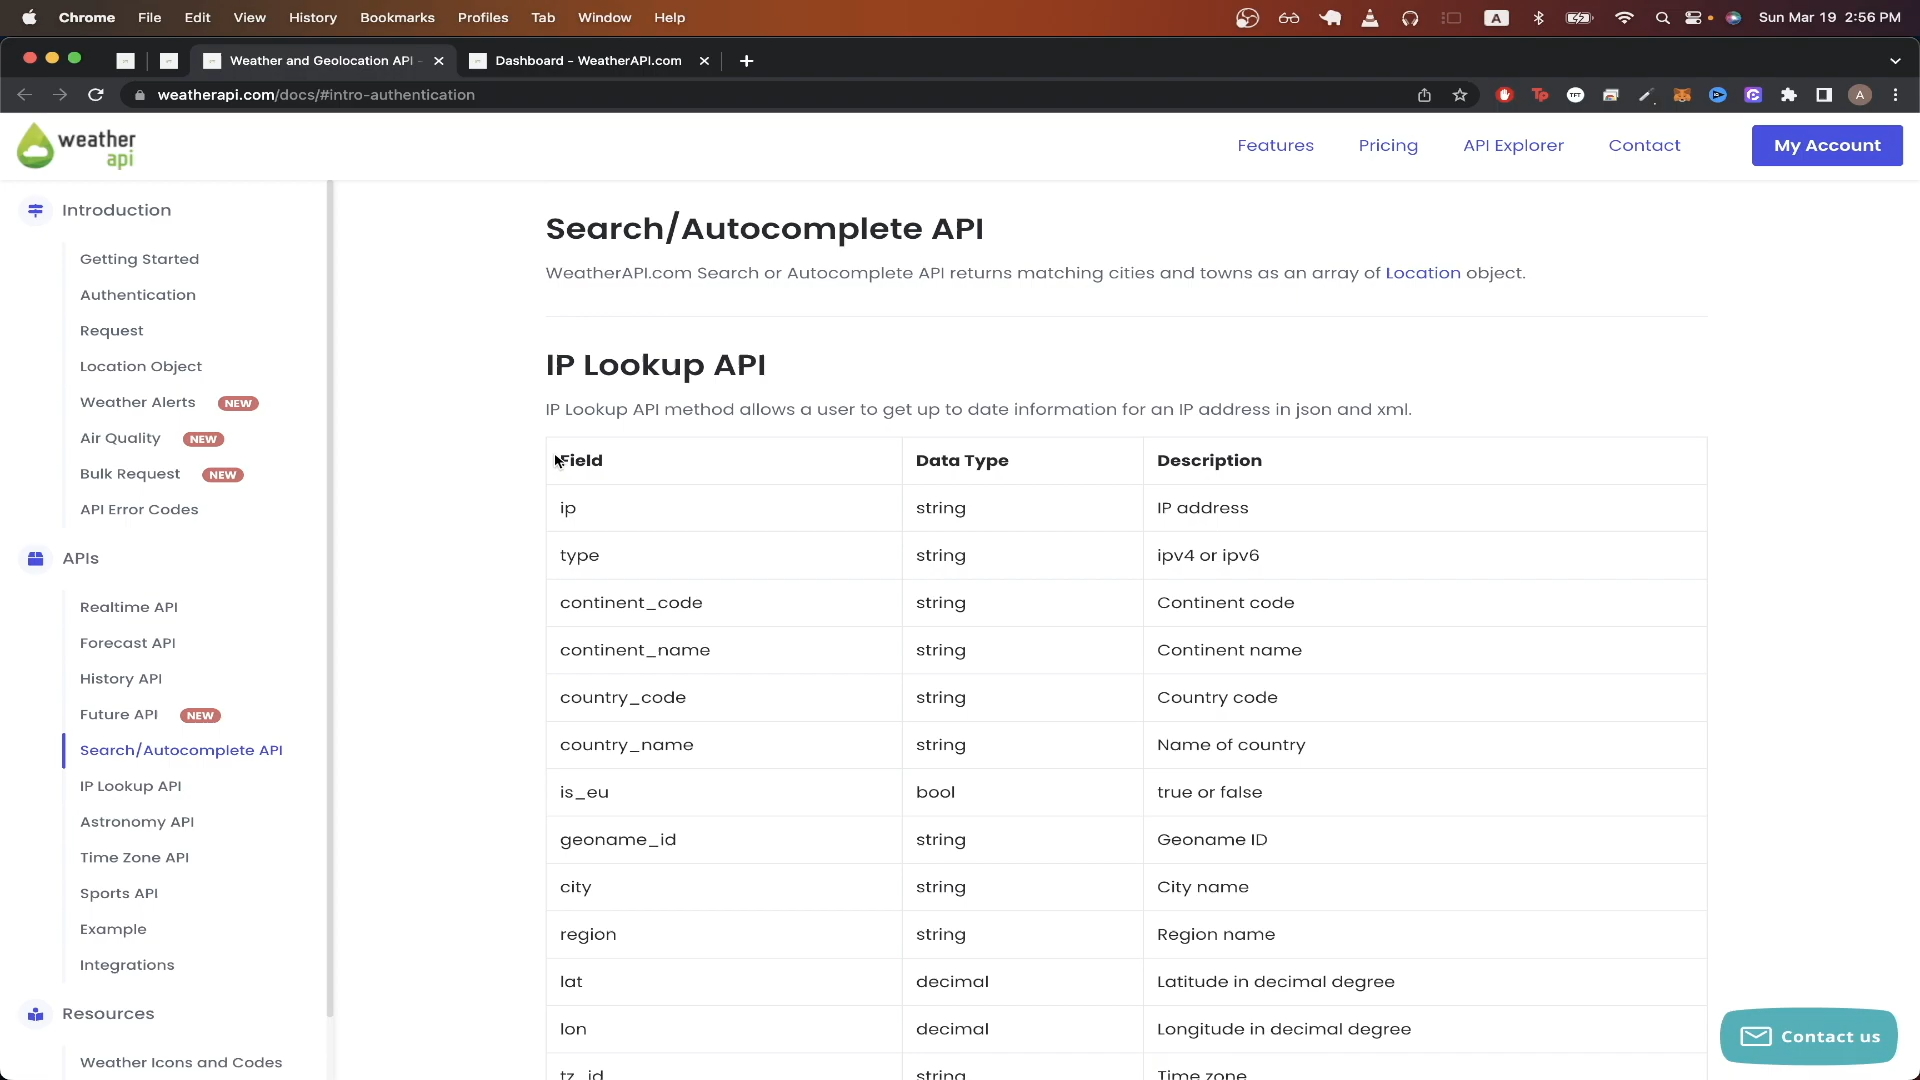 Chrome File Edit View History Bookmarks Profiles Tab Window Help
A
Sun Mar 19 2:56 PM
Weather and Geolocation API -
Dashboard - WeatherAPI.com
weatherapi.com/docs/#intro-authentication
A
weather
api
Features Pricing API Explorer Contact My Account
Introduction
Getting Started
Authentication
Request
Location Object
Weather Alerts NEW
Air Quality NEW
Bulk Request NEW
API Error Codes
APIs
Realtime API
Forecast API
History API
Future API NEW
Search/Autocomplete API
IP Lookup API
Astronomy API
Time Zone API
Sports API
Example
Integrations
Resources
Weather Icons and Codes
Search/Autocomplete API
WeatherAPI.com Search or Autocomplete API returns matching cities and towns as an array of Location object.
IP Lookup API
IP Lookup API method allows a user to get up to date information for an IP address in json and xml.
Field Data Type Description
ip string IP address
type string ipv4 or ipv6
continent_code string Continent code
continent_name string Continent name
country_code string Country code
country_name string Name of country
is_eu bool true or false
geoname_id string Geoname ID
city string City name
region string Region name
lat decimal Latitude in decimal degree
lon decimal Longitude in decimal degree
tz_id string Time zone
Contact us